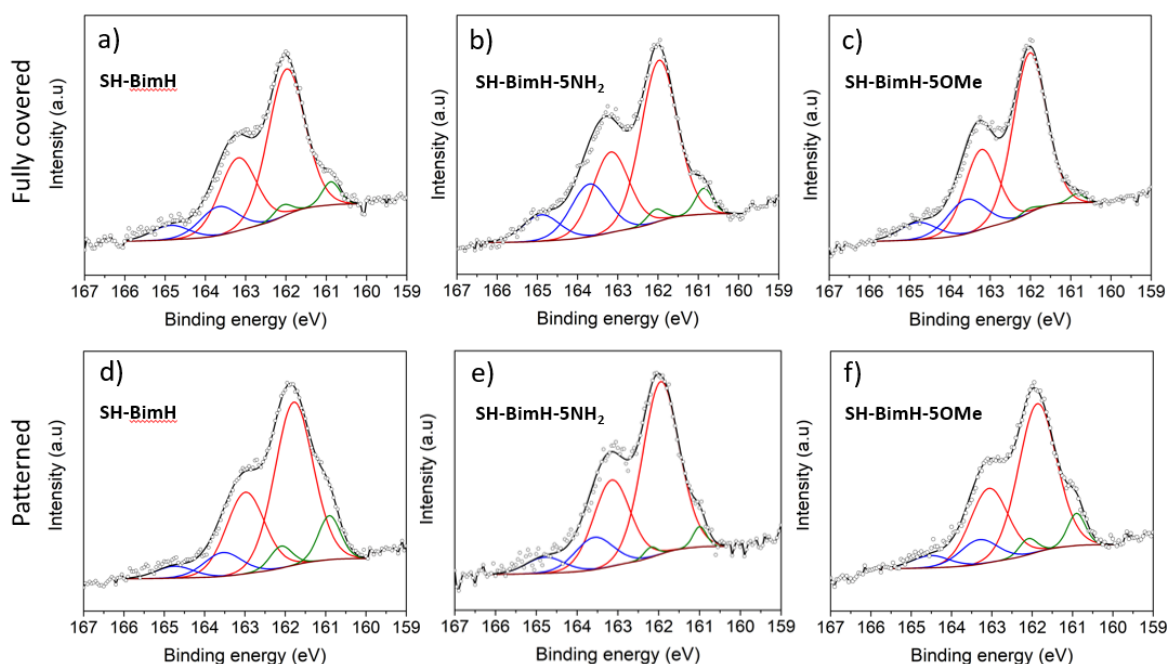 Fully covered
a)
SH-BimH
Intensity (a.u)
167 166 165 164 163 162 161 160 159
Binding energy (eV)
b)
SH-BimH-5NH2
Intensity (a.u)
167 166 165 164 163 162 161 160 159
Binding energy (eV)
c)
SH-BimH-5OMe
Intensity (a.u)
167 166 165 164 163 162 161 160 159
Binding energy (eV)
Patterned
d)
SH-BimH
Intensity (a.u)
167 166 165 164 163 162 161 160 159
Binding energy (eV)
e)
SH-BimH-5NH2
Intensity (a.u)
167 166 165 164 163 162 161 160 159
Binding energy (eV)
f)
SH-BimH-5OMe
Intensity (a.u)
167 166 165 164 163 162 161 160 159
Binding energy (eV)